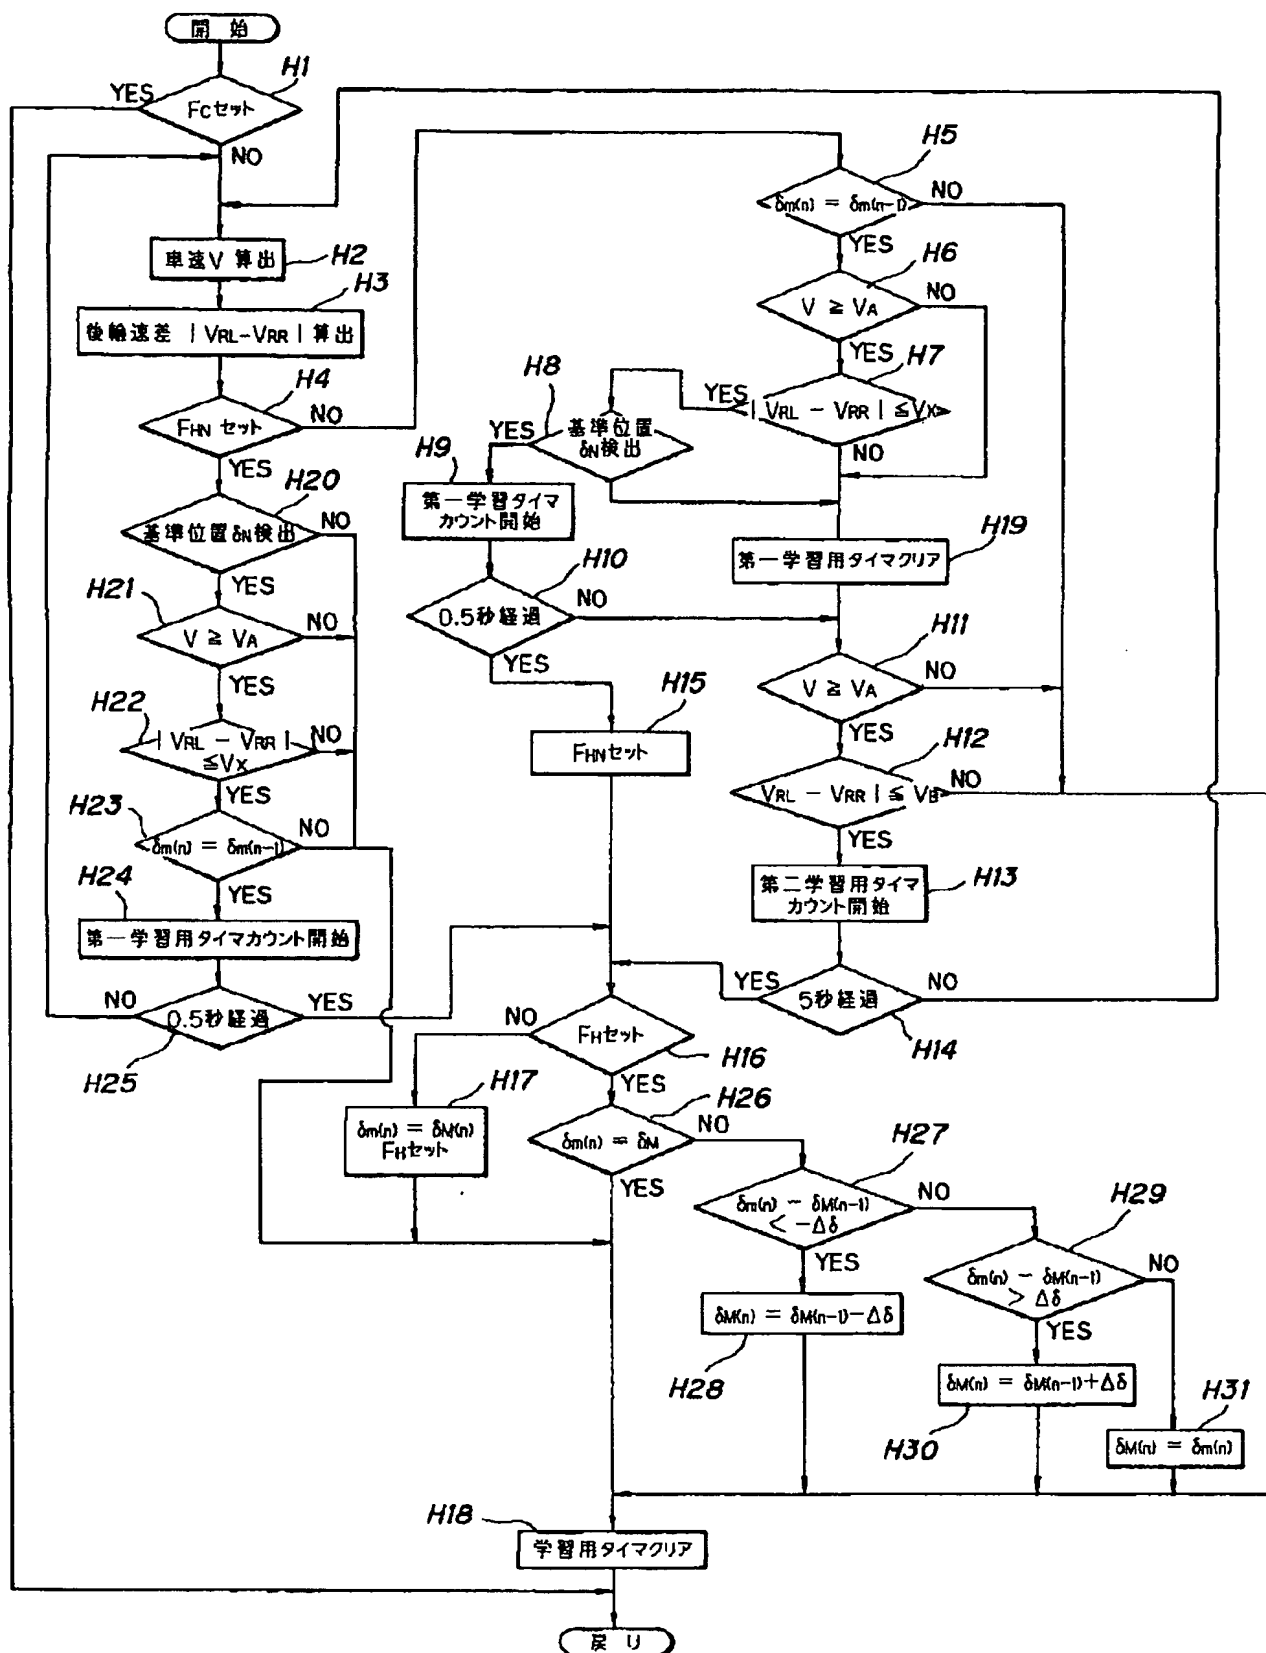 開始
H1
YES
FCセット
NO
H2
車速V 算出
H3
後輪速差 |VRL-VRR| 算出
H4
FHN セット
NO
YES
H20
基準位置δN検出
NO
YES
H21
V ≧ VA
NO
YES
H22
|VRL - VRR|
≦VX
NO
YES
H23
δm(n) = δm(n-1)
NO
YES
H24
第一学習用タイマカウント開始
NO
0.5秒経過
YES
H25
H5
δm(n) = δm(n-1)
NO
YES
H6
V ≧ VA
NO
YES
H7
|VRL - VRR| ≦VX
YES
NO
H8
基準位置
δN検出
YES
H9
第一学習タイマ
カウント開始
H10
0.5秒経過
NO
YES
H19
第一学習用タイマクリア
H11
V ≧ VA
NO
YES
H12
VRL - VRR | ≦ VB
NO
YES
H13
第二学習用タイマ
カウント開始
YES
5秒経過
NO
H14
H15
FHNセット
NO
FHセット
H16
YES
H17
δm(n) = δM(n)
FHセット
H26
δm(n) = δM
NO
YES
H27
δm(n) - δM(n-1)
< -Δδ
NO
YES
δM(n) = δM(n-1)-Δδ
H28
H29
δm(n) - δM(n-1)
> Δδ
NO
YES
δM(n) = δM(n-1)+Δδ
H30
H31
δM(n) = δm(n)
H18
学習用タイマクリア
戻り